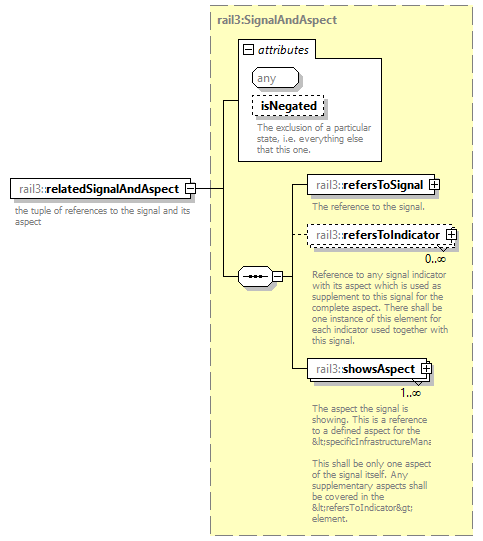 rail3:SignalAndAspect
attributes
any
isNegated
The exclusion of a particular
state, i.e. everything else
that this one.
rail3::relatedSignalAndAspect
the tuple of references to the signal and its
aspect
rail3::refersToSignal
The reference to the signal.
rail3::refersToIndicator
0..∞
Reference to any signal indicator
with its aspect which is used as
supplement to this signal for the
complete aspect. There shall be
one instance of this element for
each indicator used together with
this signal.
rail3::showsAspect
1..∞
The aspect the signal is
showing. This is a reference
to a defined aspect for the
&lt;specificInfrastructureMana
This shall be only one aspect
of the signal itself. Any
supplementary aspects shall
be covered in the
&lt;refersToIndicator&gt;
element.